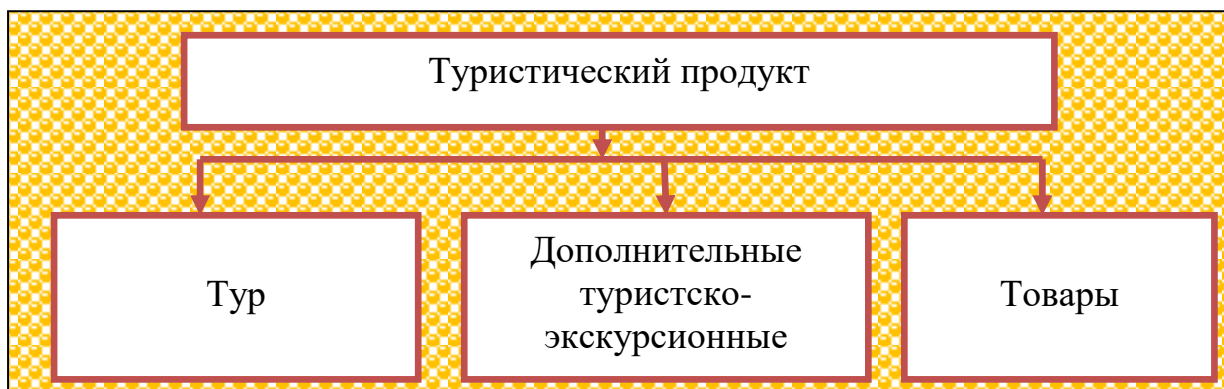 Туристический продукт
Тур
Дополнительные
туристско-
экскурсионные
Товары